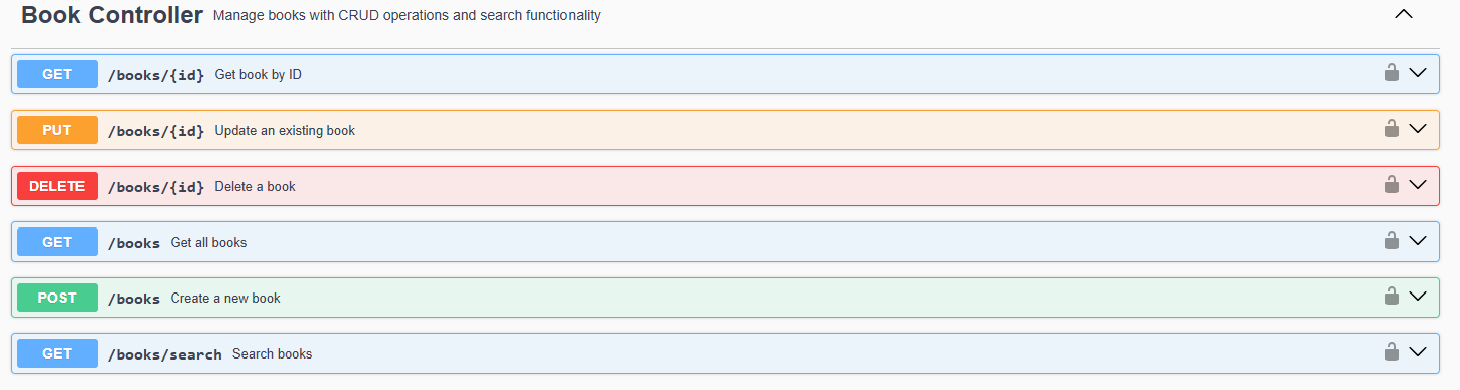 Book Controller Manage books with CRUD operations and search functionality
GET /books/{id} Get book by ID
PUT /books/{id} Update an existing book
DELETE /books/{id} Delete a book
GET /books Get all books
POST /books Create a new book
GET /books/search Search books